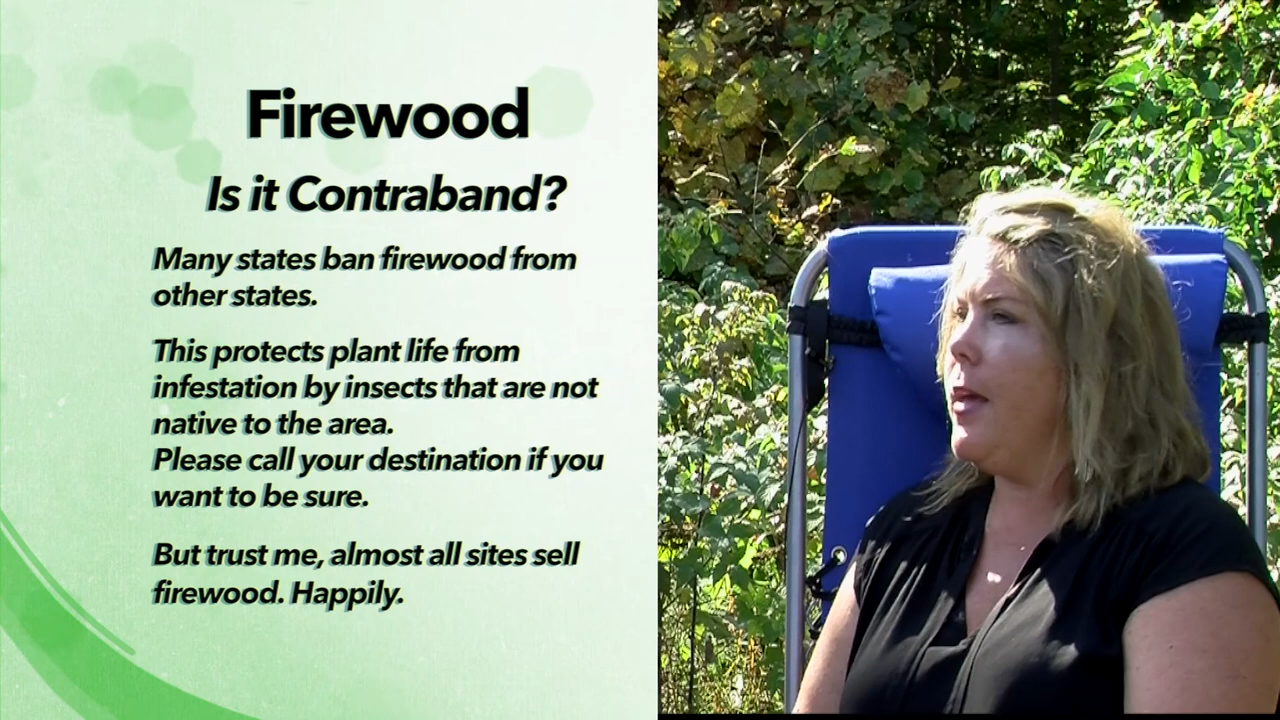 Firewood
Is it Contraband?
Many states ban firewood from
other states.
This protects plant life from
infestation by insects that are not
native to the area.
Please call your destination if you
want to be sure.
But trust me, almost all sites sell
firewood. Happily.